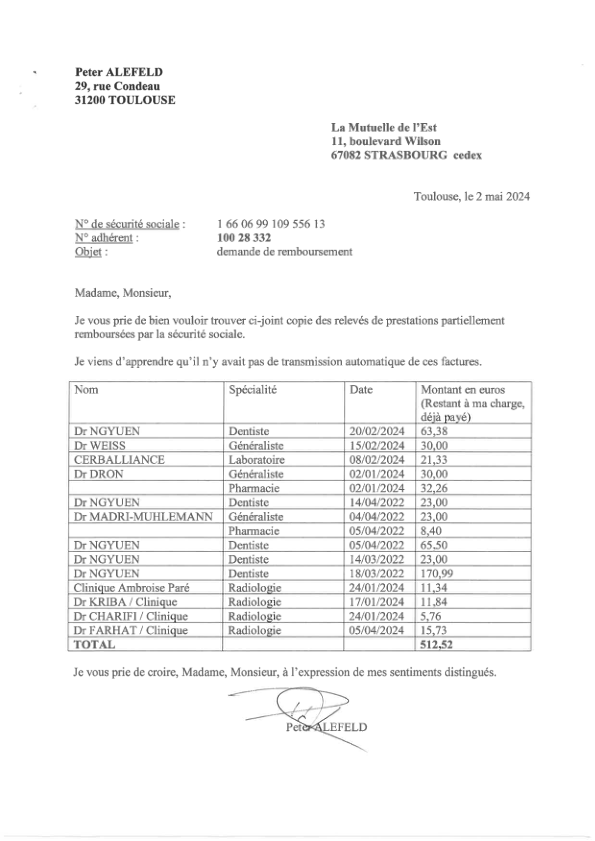 Peter ALEFELD
29, rue Condeau
31200 TOULOUSE
La Mutuelle de l'Est
11, boulevard Wilson
67082 STRASBOURG cedex
Toulouse, le 2 mai 2024
N° de sécurité sociale : 1 66 06 99 109 556 13
N° adhérent : 100 28 332
Objet : demande de remboursement
Madame, Monsieur,
Je vous prie de bien vouloir trouver ci-joint copie des relevés de prestations partiellement
remboursées par la sécurité sociale.
Je viens d'apprendre qu'il n'y avait pas de transmission automatique de ces factures.
Nom Spécialité Date Montant en euros
(Restant à ma charge,
déjà payé)
Dr NGYUEN Dentiste 20/02/2024 63,38
Dr WEISS Généraliste 15/02/2024 30,00
CERBALLIANCE Laboratoire 08/02/2024 21,33
Dr DRON Généraliste 02/01/2024 30,00
Pharmacie 02/01/2024 32,26
Dr NGYUEN Dentiste 14/04/2022 23,00
Dr MADRI-MUHLEMANN Généraliste 04/04/2022 23,00
Pharmacie 05/04/2022 8,40
Dr NGYUEN Dentiste 05/04/2022 65,50
Dr NGYUEN Dentiste 14/03/2022 23,00
Dr NGYUEN Dentiste 18/03/2022 170,99
Clinique Ambroise Paré Radiologie 24/01/2024 11,34
Dr KRIBA / Clinique Radiologie 17/01/2024 11,84
Dr CHARIFI / Clinique Radiologie 24/01/2024 5,76
Dr FARHAT / Clinique Radiologie 05/04/2024 15,73
TOTAL 512,52
Je vous prie de croire, Madame, Monsieur, à l'expression de mes sentiments distingués.
Peter ALEFELD